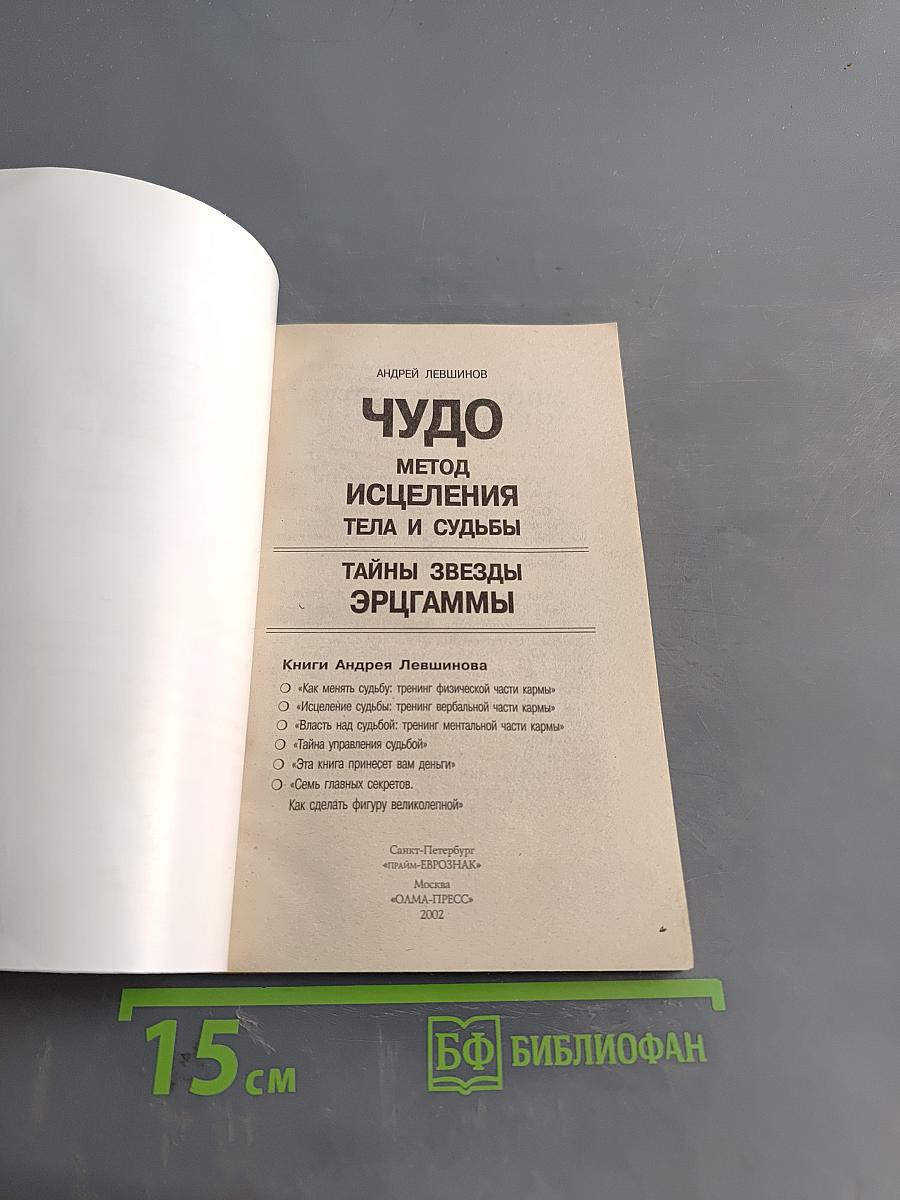 АНДРЕЙ ЛЕВШИНОВ
ЧУДО
МЕТОД
ИСЦЕЛЕНИЯ
ТЕЛА И СУДЬБЫ
ТАЙНЫ ЗВЕЗДЫ
ЭРЦГАММЫ
Книги Андрея Левшинова
❍ «Как менять судьбу: тренинг физической части кармы»
❍ «Исцеление судьбы: тренинг вербальной части кармы»
❍ «Власть над судьбой: тренинг ментальной части кармы»
❍ «Тайна управления судьбой»
❍ «Эта книга принесет вам деньги»
❍ «Семь главных секретов.
Как сделать фигуру великолепной»
Санкт-Петербург
«ПРАЙМ-ЕВРОЗНАК»
Москва
«ОЛМА-ПРЕСС»
2002
15 см
БФ БИБЛИОФАН